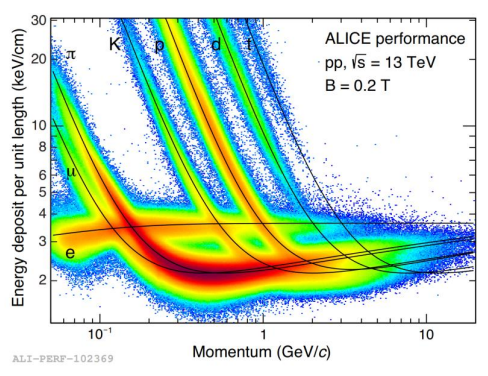 Energy deposit per unit length (keV/cm)
30
20
10
8
6
5
4
3
2
π
K
p
d
t
μ
e
ALICE performance
pp, √s = 13 TeV
B = 0.2 T
10⁻¹
1
10
Momentum (GeV/c)
ALI-PERF-102369